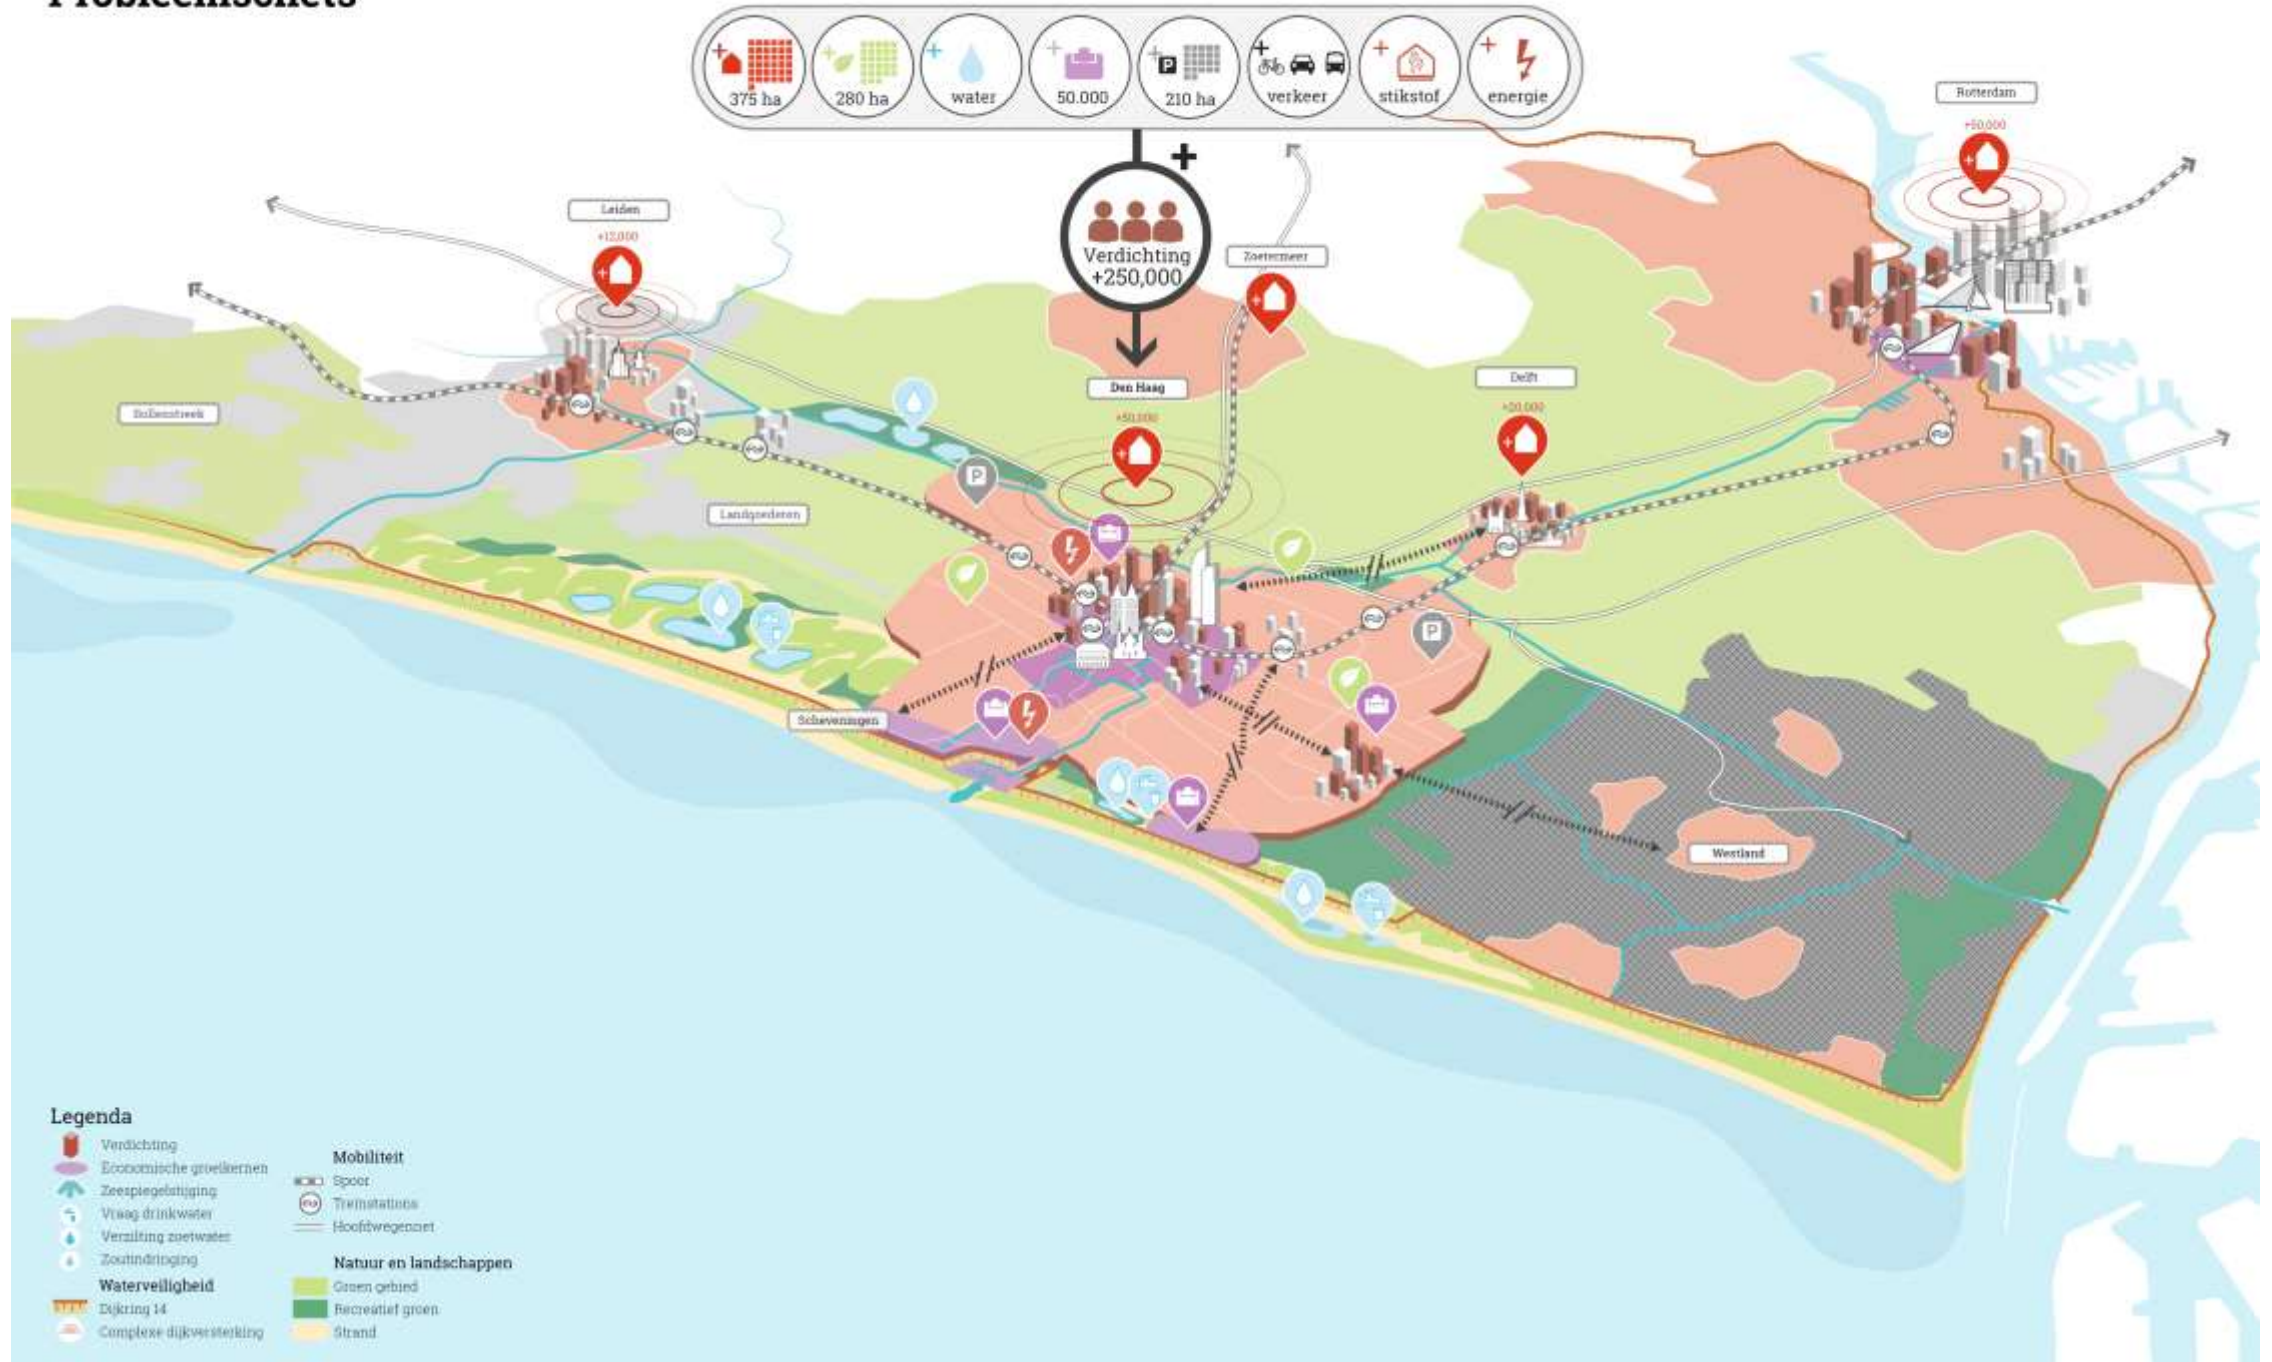 Probleemschets
375 ha
280 ha
water
50.000
210 ha
verkeer
stikstof
energie
Rotterdam
+50,000
Leiden
+12,000
Verdichting
+250,000
Zoetermeer
Den Haag
+50,000
Delft
+20,000
Bollenstreek
Landgoederen
Scheveningen
Westland
P
P
P
Legenda
Verdichting
Economische groeikernen
Zeespiegelstijging
Vraag drinkwater
Verzilting zoetwater
Zoutindringing
Waterveiligheid
Dijkring 14
Complexe dijkversterking
Mobiliteit
Spoor
Treinstations
Hoofdwegennet
Natuur en landschappen
Groen gebied
Recreatief groen
Strand